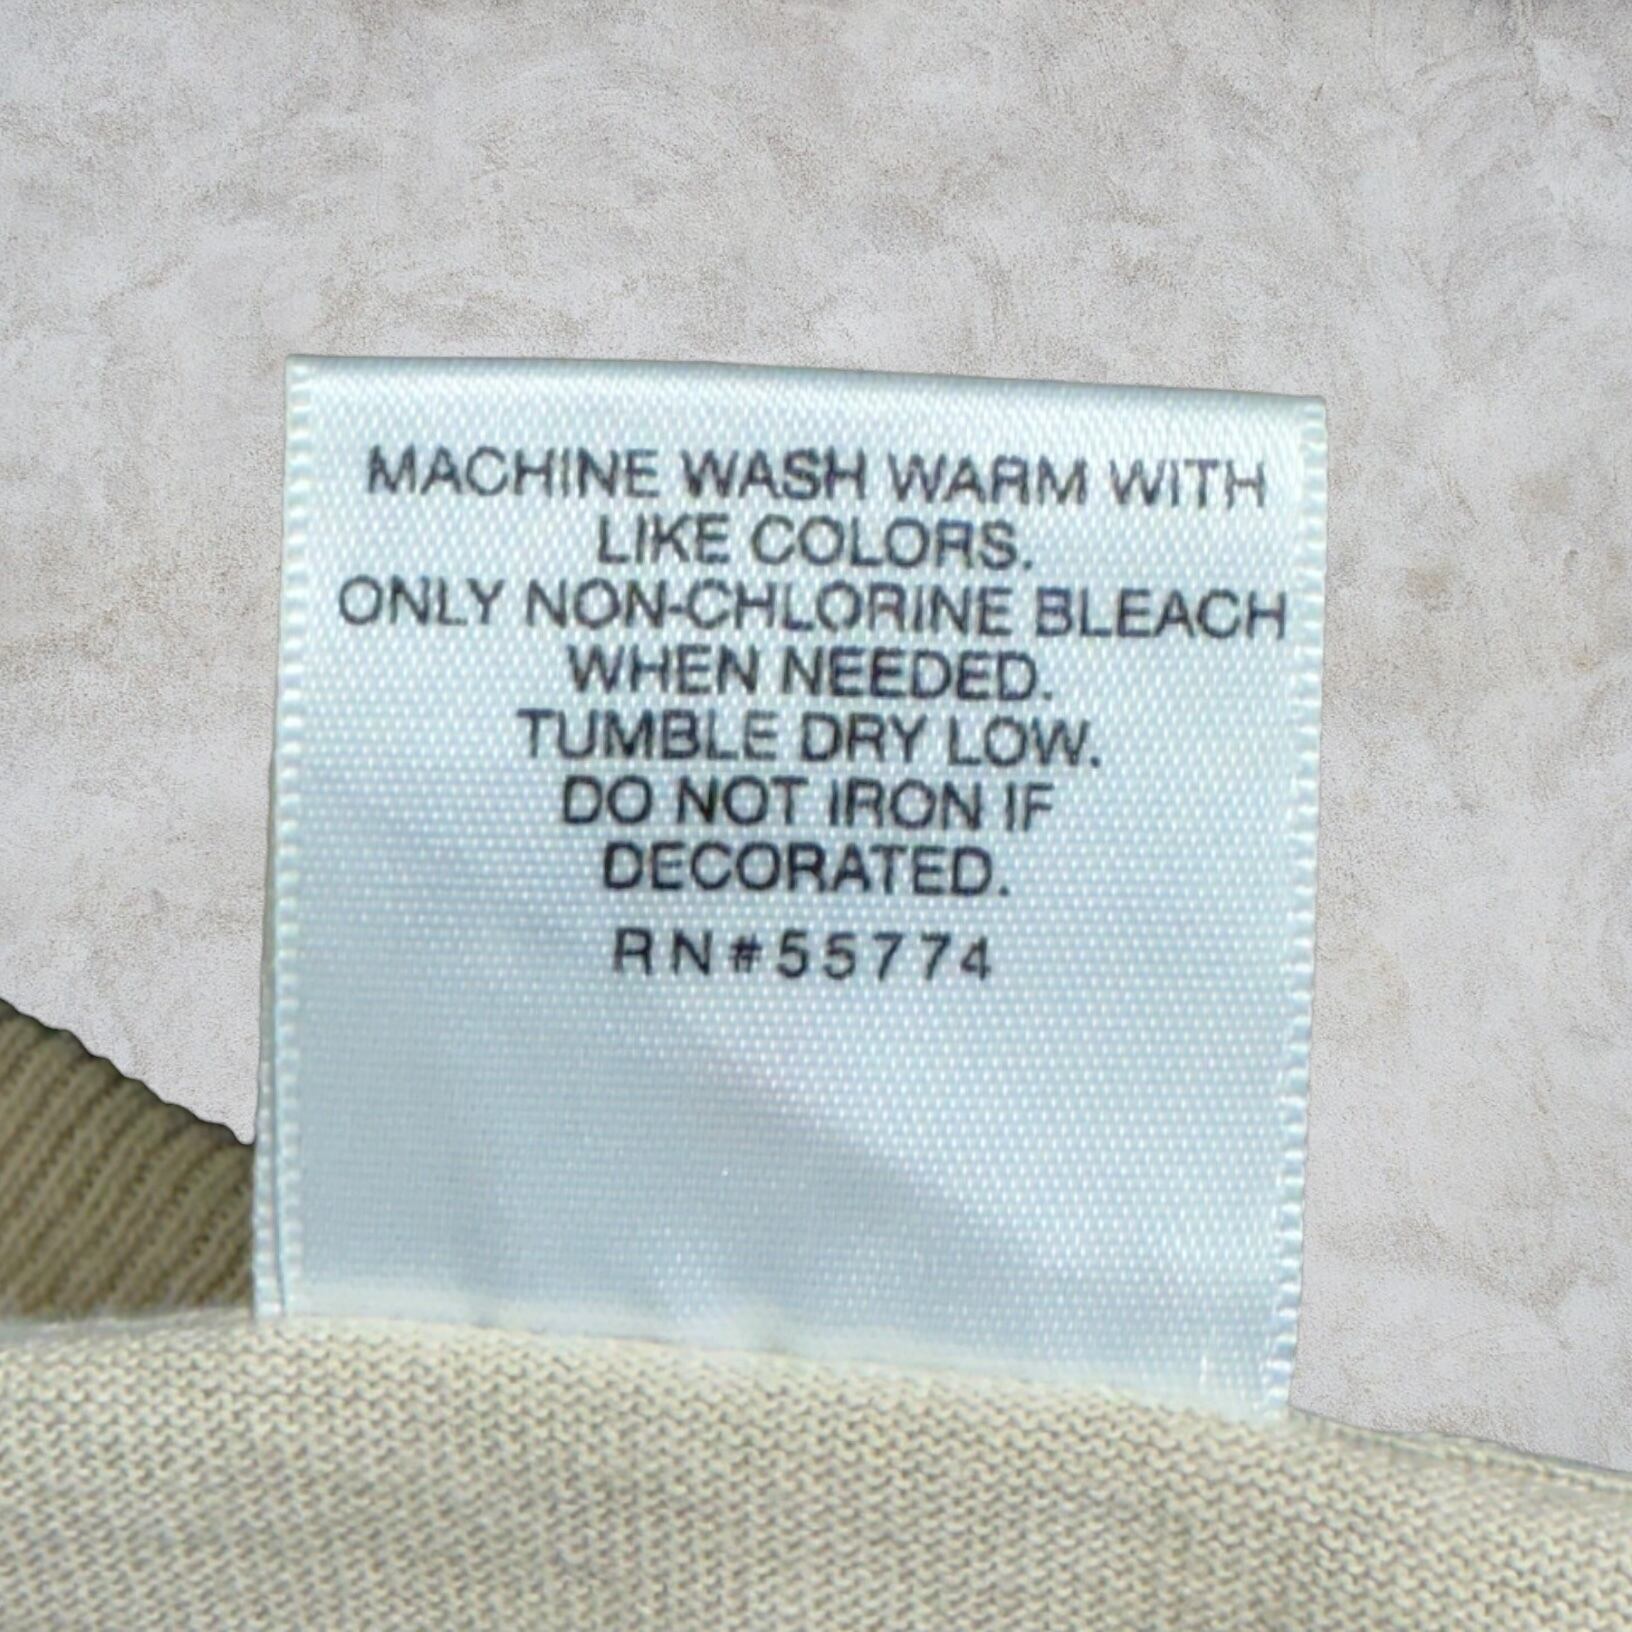 MACHINE WASH WARM WITH
LIKE COLORS.
ONLY NON-CHLORINE BLEACH
WHEN NEEDED.
TUMBLE DRY LOW.
DO NOT IRON IF
DECORATED.
RN#55774